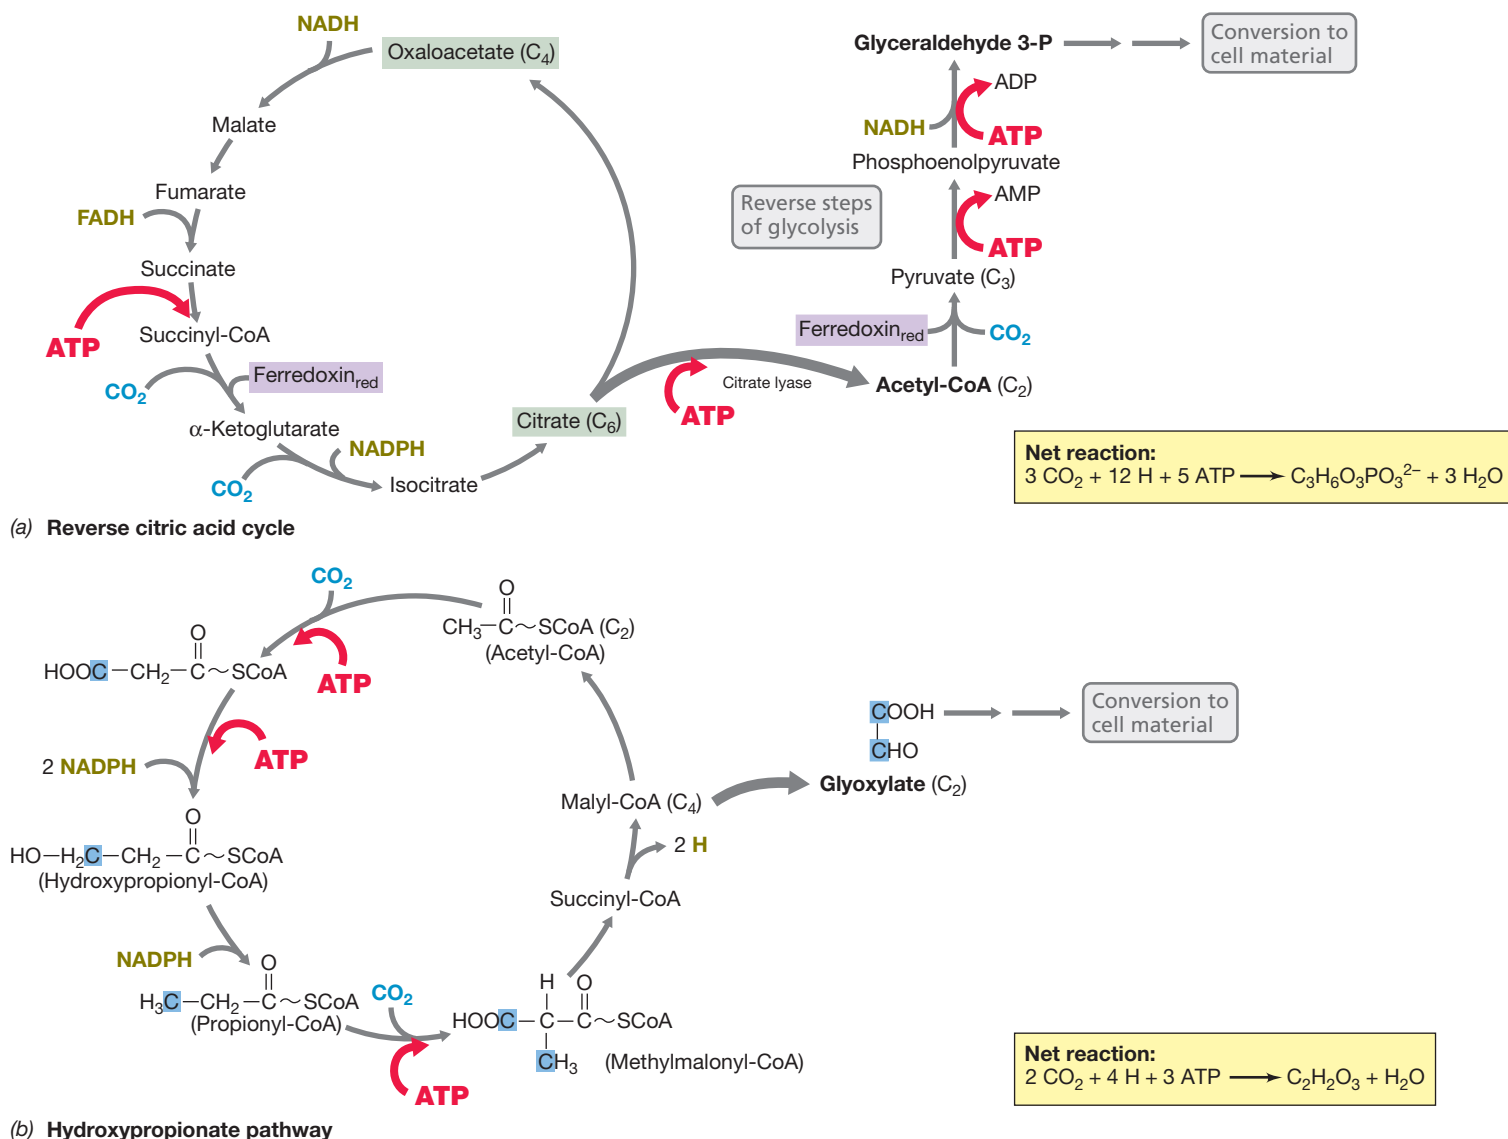 NADH
Oxaloacetate (C₄)
Malate
Fumarate
FADH
Succinate
ATP
Succinyl-CoA
CO₂
Ferredoxin_red
α-Ketoglutarate
NADPH
CO₂
Isocitrate
Citrate (C₆)
ATP
Citrate lyase
Acetyl-CoA (C₂)
Ferredoxin_red
CO₂
Pyruvate (C₃)
ATP
AMP
Reverse steps
of glycolysis
Phosphoenolpyruvate
NADH
ATP
ADP
Glyceraldehyde 3-P
Conversion to
cell material
Net reaction:
3 CO₂ + 12 H + 5 ATP ⟶ C₃H₆O₃PO₃²⁻ + 3 H₂O
(a) Reverse citric acid cycle
CO₂
O
CH₃–C~SCoA (C₂)
(Acetyl-CoA)
ATP
O
HOOC–CH₂–C~SCoA
ATP
2 NADPH
O
HO–H₂C–CH₂–C~SCoA
(Hydroxypropionyl-CoA)
NADPH
O
H₃C–CH₂–C~SCoA
(Propionyl-CoA)
CO₂
ATP
H O
HOOC–C–C~SCoA
CH₃
(Methylmalonyl-CoA)
Succinyl-CoA
2 H
Malyl-CoA (C₄)
COOH
CHO
Glyoxylate (C₂)
Conversion to
cell material
Net reaction:
2 CO₂ + 4 H + 3 ATP ⟶ C₂H₂O₃ + H₂O
(b) Hydroxypropionate pathway